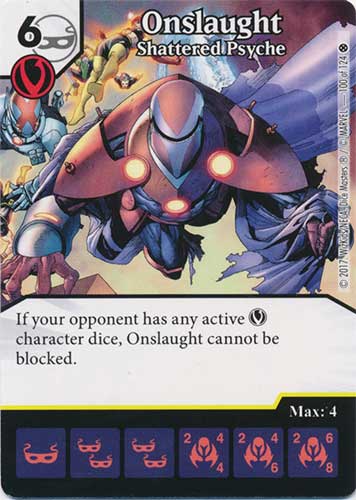 6
Onslaught
Shattered Psyche
© 2017 WIZKIDS/NECA, Dice Masters ® / © MARVEL — 100 of 124
If your opponent has any active
character dice, Onslaught cannot be
blocked.
Max: 4
2 4 4
2 4 6
2 6 8